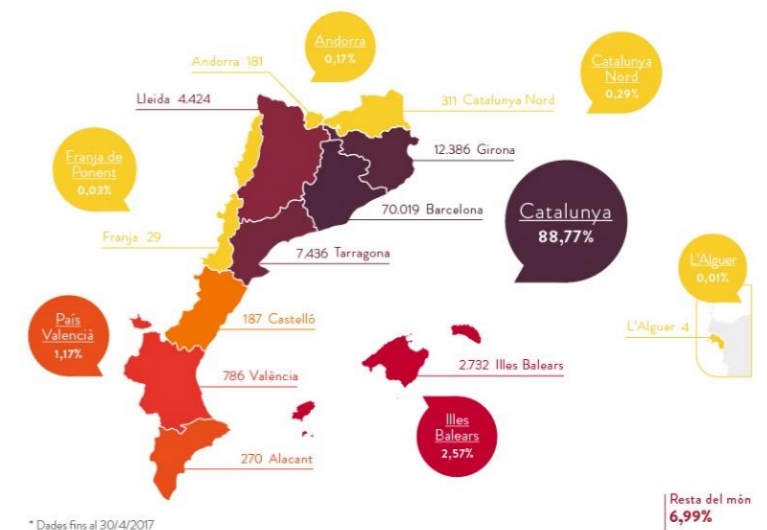 Andorra
0,17%
Andorra 181
Catalunya
Nord
0,29%
Lleida 4.424
311 Catalunya Nord
12.386 Girona
Franja de
Ponent
0,03%
70.019 Barcelona
Catalunya
88,77%
Franja 29
7.436 Tarragona
L'Alguer
0,01%
País
Valencià
1,17%
187 Castelló
L'Alguer 4
786 València
2.732 Illes Balears
Illes
Balears
2,57%
270 Alacant
Resta del món
6,99%
* Dades fins al 30/4/2017